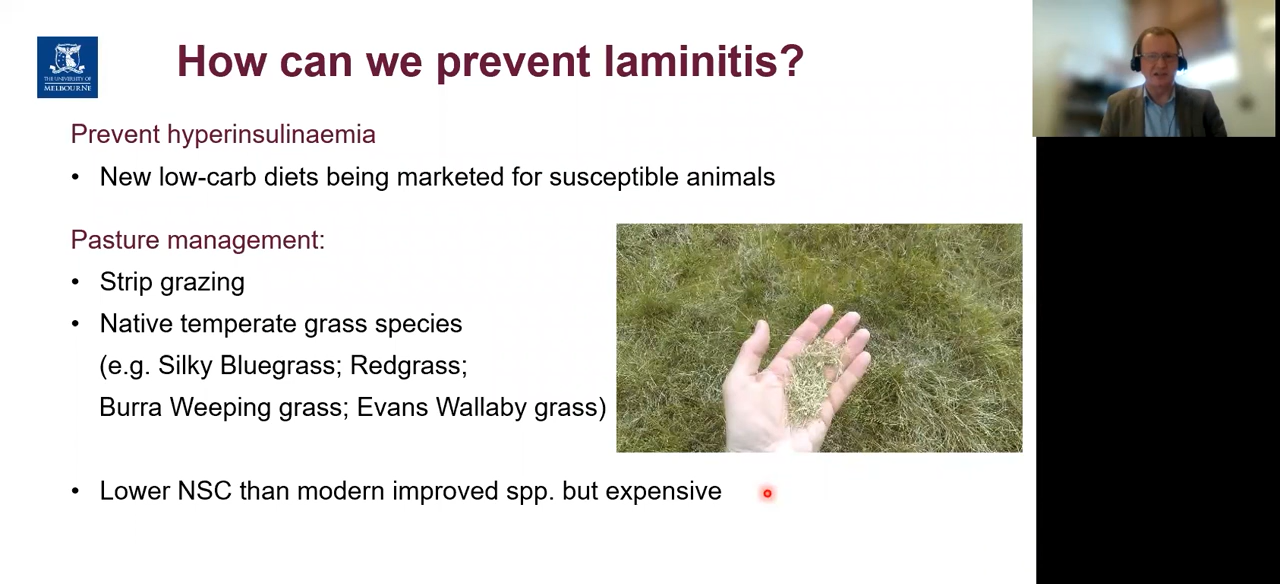 How can we prevent laminitis?
THE UNIVERSITY OF
MELBOURNE
Prevent hyperinsulinaemia
• New low-carb diets being marketed for susceptible animals
Pasture management:
• Strip grazing
• Native temperate grass species
(e.g. Silky Bluegrass; Redgrass;
Burra Weeping grass; Evans Wallaby grass)
• Lower NSC than modern improved spp. but expensive